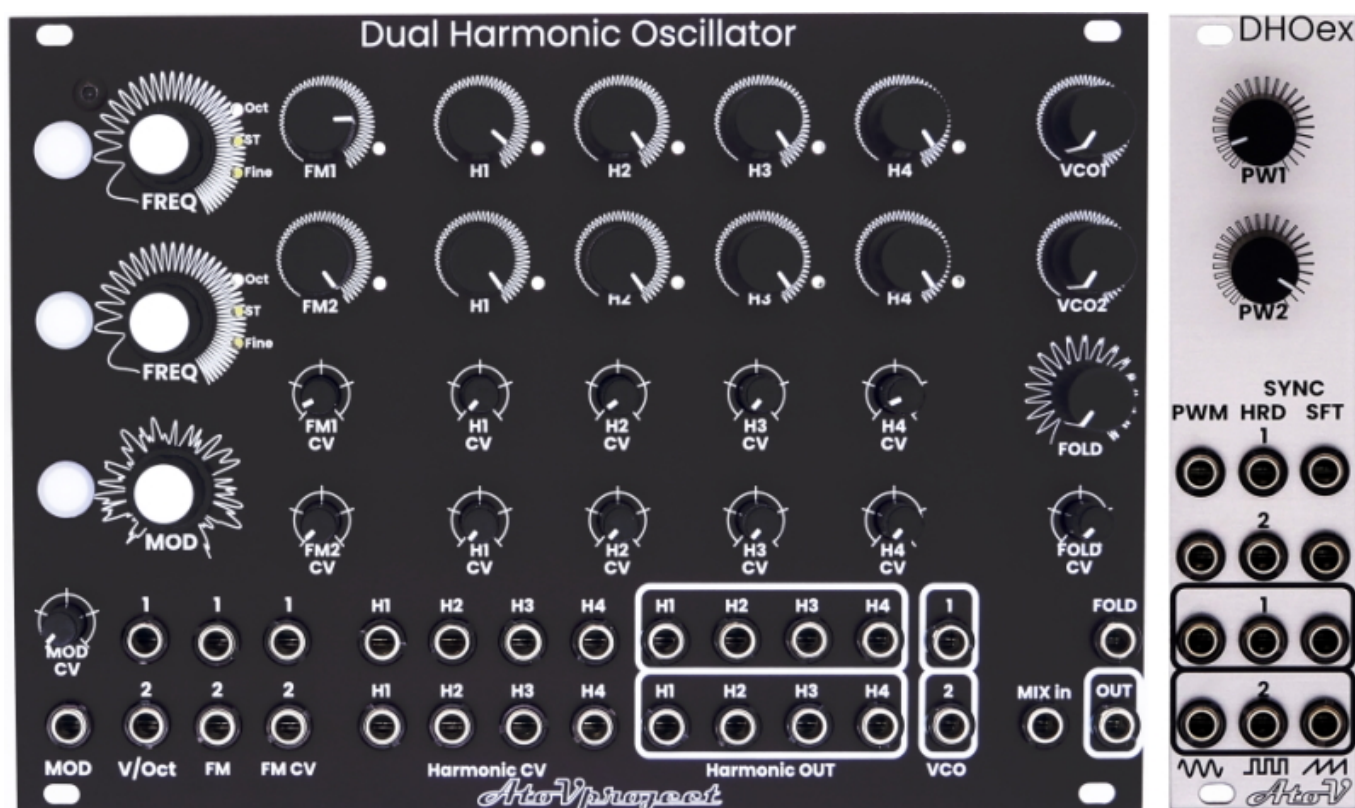 Dual Harmonic Oscillator
Oct
ST
Fine
FREQ
FM1
H1
H2
H3
H4
VCO1
Oct
ST
Fine
FREQ
FM2
H1
H2
H3
H4
VCO2
FM1 CV
H1 CV
H2 CV
H3 CV
H4 CV
FOLD
MOD
FM2 CV
H1 CV
H2 CV
H3 CV
H4 CV
FOLD CV
MOD CV
1 1 1 H1 H2 H3 H4 H1 H2 H3 H4 1 FOLD
2 2 2 H1 H2 H3 H4 H1 H2 H3 H4 2 MIX in OUT
MOD V/Oct FM FM CV Harmonic CV Harmonic OUT VCO
AtoVproject
DHOex
PW1
PW2
SYNC
PWM HRD SFT
1
2
1
2
AtoV